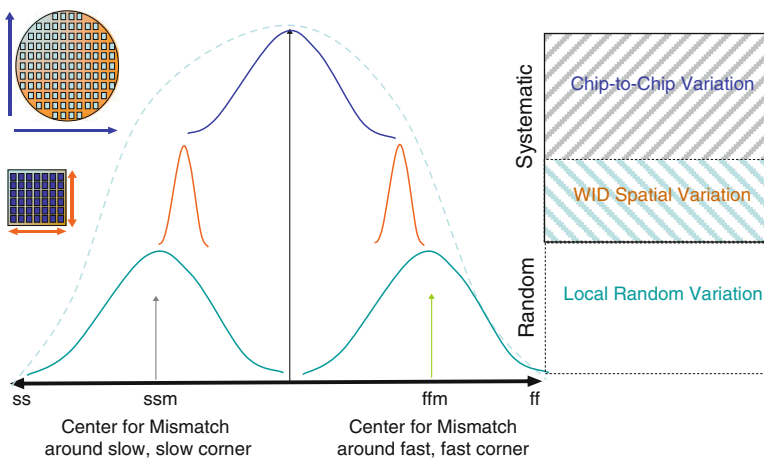 Systematic
Chip-to-Chip Variation
WID Spatial Variation
Random
Local Random Variation
ss
ssm
ffm
ff
Center for Mismatch
around slow, slow corner
Center for Mismatch
around fast, fast corner